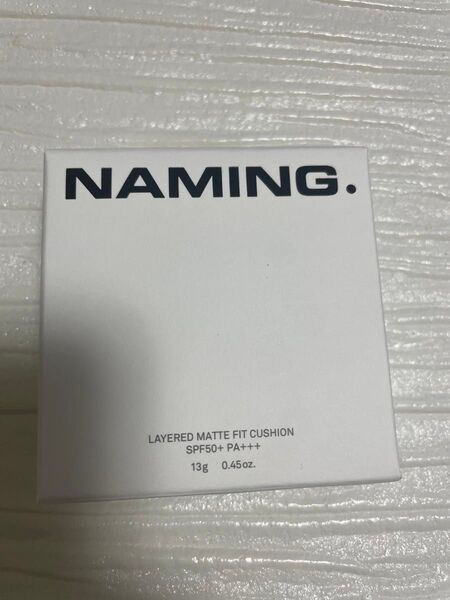 NAMING.
LAYERED MATTE FIT CUSHION
SPF50+ PA+++
13g 0.45oz.